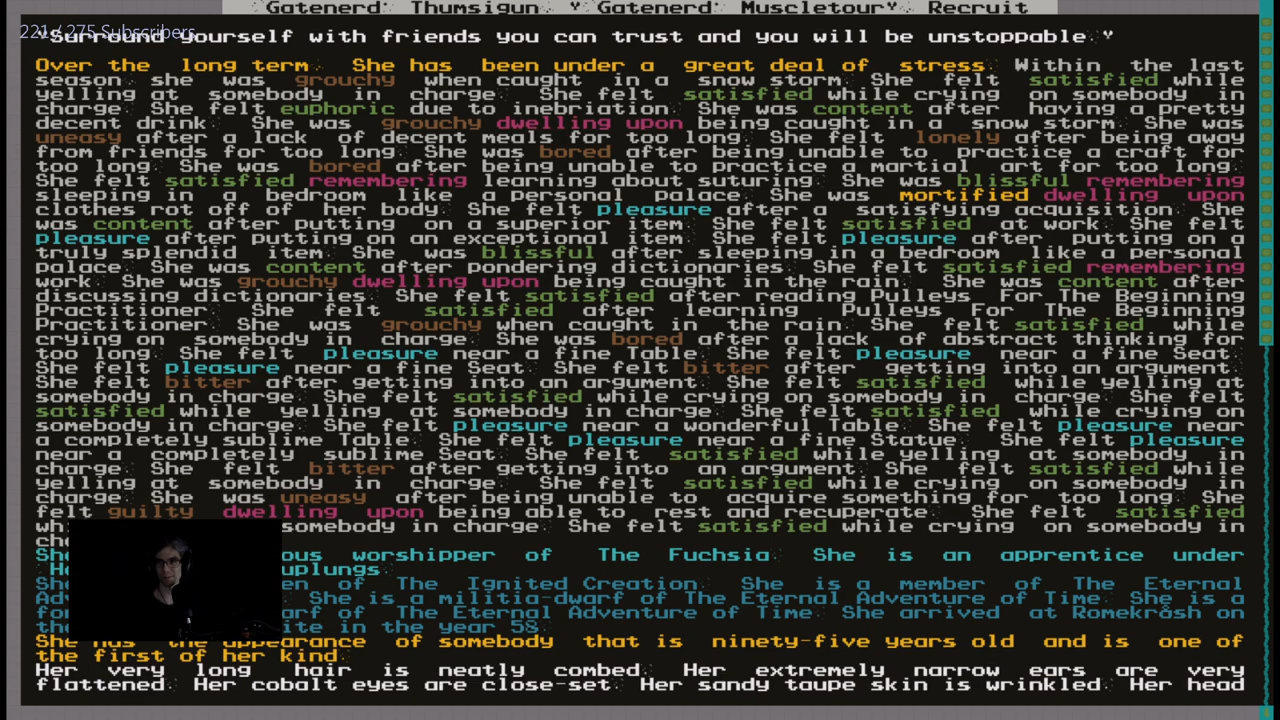 Gatenerd Thumsigun " Gatenerd Muscletour" Recruit
221 / 275 Subscribers
"Surround yourself with friends you can trust and you will be unstoppable."
Over the long term. She has been under a great deal of stress. Within the last
season she was grouchy when caught in a snow storm. She felt satisfied while
yelling at somebody in charge. She felt satisfied while crying on somebody in
charge. She felt euphoric due to inebriation. She was content after having a pretty
decent drink. She was grouchy dwelling upon being caught in a snow storm. She was
uneasy after a lack of decent meals for too long. She felt lonely after being away
from friends for too long. She was bored after being unable to practice a craft for
too long. She was bored after being unable to practice a martial art for too long.
She felt satisfied remembering learning about suturing. She was blissful remembering
sleeping in a bedroom like a personal palace. She was mortified dwelling upon
clothes rot off of her body. She felt pleasure after a satisfying acquisition. She
was content after putting on a superior item. She felt satisfied at work. She felt
pleasure after putting on an exceptional item. She felt pleasure after putting on a
truly splendid item. She was blissful after sleeping in a bedroom like a personal
palace. She was content after pondering dictionaries. She felt satisfied remembering
work. She was grouchy dwelling upon being caught in the rain. She was content after
discussing dictionaries. She felt satisfied after reading Pulleys For The Beginning
Practitioner. She felt satisfied after learning Pulleys For The Beginning
Practitioner. She was grouchy when caught in the rain. She felt satisfied while
crying on somebody in charge. She was bored after a lack of abstract thinking for
too long. She felt pleasure near a fine Table. She felt pleasure near a fine Seat.
She felt pleasure near a fine Seat. She felt bitter after getting into an argument.
She felt bitter after getting into an argument. She felt satisfied while yelling at
somebody in charge. She felt satisfied while crying on somebody in charge. She felt
satisfied while yelling at somebody in charge. She felt satisfied while crying on
somebody in charge. She felt pleasure near a wonderful Table. She felt pleasure near
a completely sublime Table. She felt pleasure near a fine Statue. She felt pleasure
near a completely sublime Seat. She felt satisfied while yelling at somebody in
charge. She felt bitter after getting into an argument. She felt satisfied while
yelling at somebody in charge. She felt satisfied while crying on somebody in
charge. She was uneasy after being unable to acquire something for too long. She
felt guilty dwelling upon being able to rest and recuperate. She felt satisfied
wh somebody in charge. She felt satisfied while crying on somebody in
ch
She ous worshipper of The Fuchsia. She is an apprentice under
He uplungs.
She en of The Ignited Creation. She is a member of The Eternal
Adv She is a militia-dwarf of The Eternal Adventure of Time. She is a
for arf of The Eternal Adventure of Time. She arrived at Romekråsh on
the ite in the year 58.
She has the appearance of somebody that is ninety-five years old and is one of
the first of her kind.
Her very long hair is neatly combed. Her extremely narrow ears are very
flattened. Her cobalt eyes are close-set. Her sandy taupe skin is wrinkled. Her head